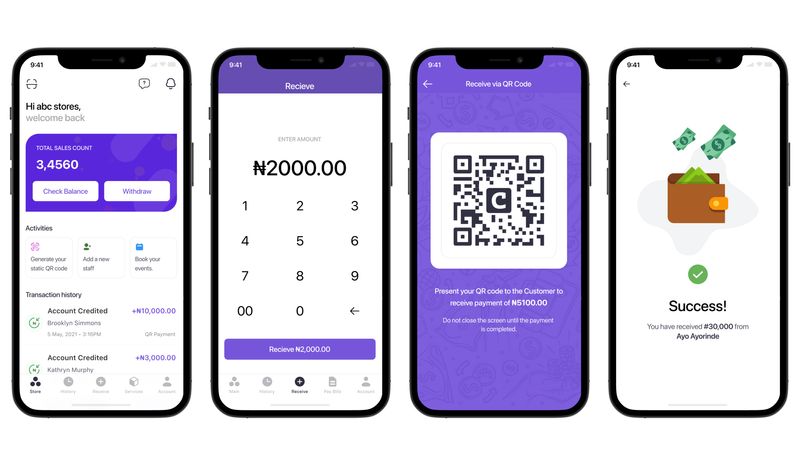 9:41
Hi abc stores,
welcome back
TOTAL SALES COUNT
3,4560
Check Balance
Withdraw
Activities
Generate your
static QR code
Add a new
staff
Book your
events.
Transaction history
Account Credited
+₦10,000.00
Brooklyn Simmons
5 May, 2021 – 3:16PM
QR Payment
Account Credited
+₦3,000.00
Kathryn Murphy
Store
History
Receive
Services
Account
9:41
Recieve
ENTER AMOUNT
₦2000.00
1 2 3
4 5 6
7 8 9
00 0
Recieve ₦2,000.00
Main
History
Receive
Pay Bills
Account
9:41
Receive via QR Code
C
Present your QR code to the Customer to
receive payment of ₦5100.00
Do not close the screen until the payment
is completed.
9:41
Success!
You have received #30,000 from
Ayo Ayorinde